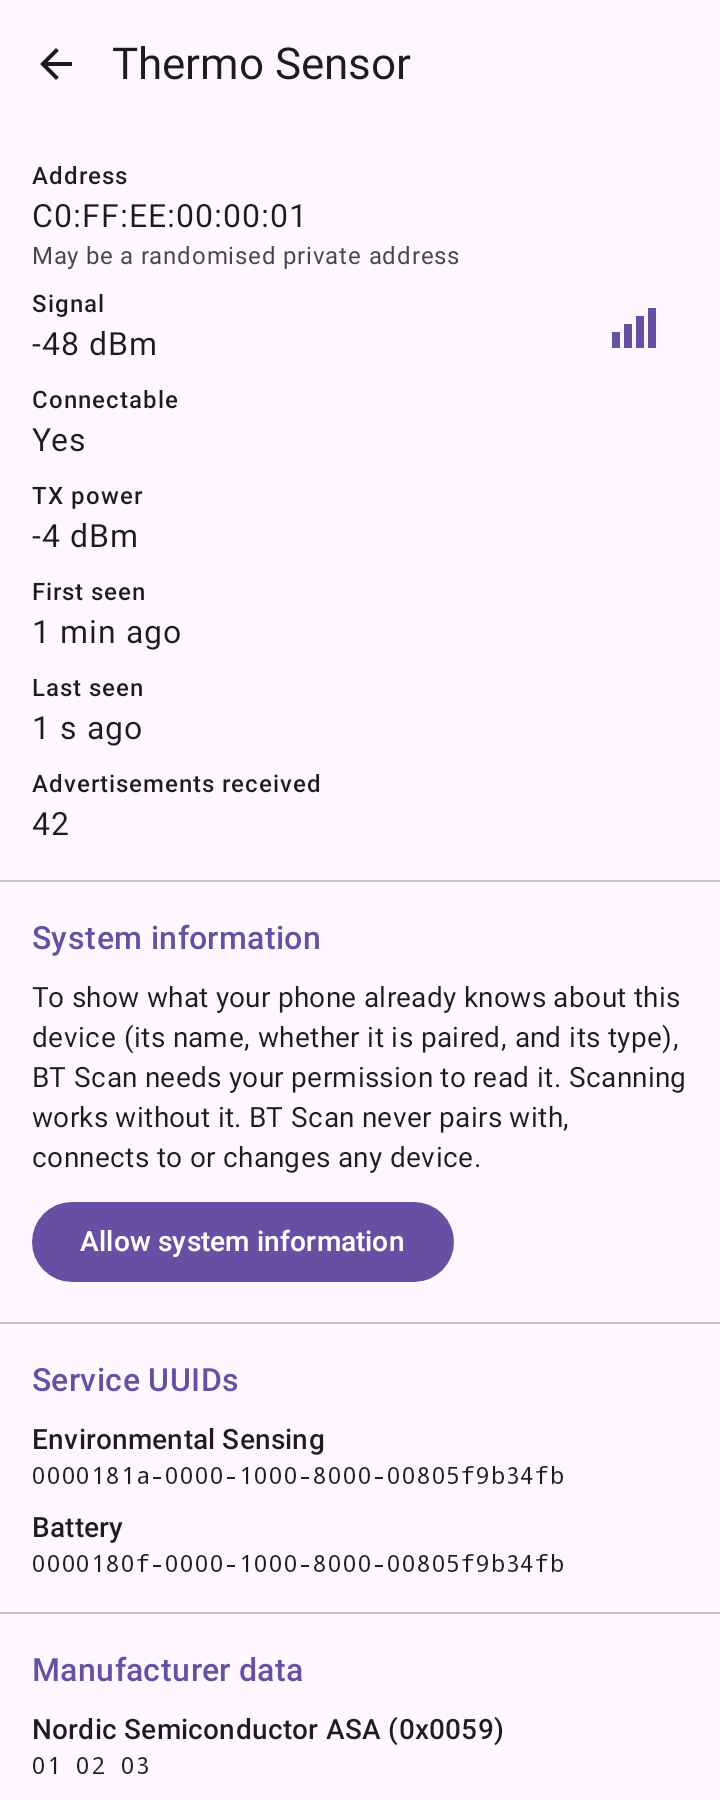 Thermo Sensor
Address
C0:FF:EE:00:00:01
May be a randomised private address
Signal
-48 dBm
Connectable
Yes
TX power
-4 dBm
First seen
1 min ago
Last seen
1 s ago
Advertisements received
42
System information
To show what your phone already knows about this
device (its name, whether it is paired, and its type),
BT Scan needs your permission to read it. Scanning
works without it. BT Scan never pairs with,
connects to or changes any device.
Allow system information
Service UUIDs
Environmental Sensing
0000181a-0000-1000-8000-00805f9b34fb
Battery
0000180f-0000-1000-8000-00805f9b34fb
Manufacturer data
Nordic Semiconductor ASA (0x0059)
01 02 03